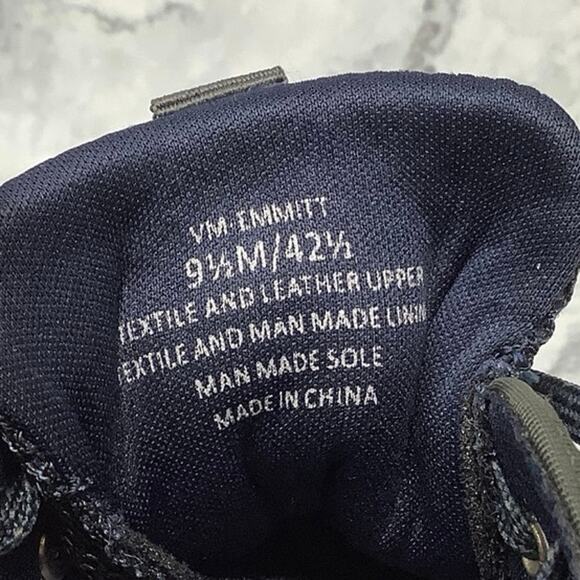 VM-EMMITT
9½M/42½
TEXTILE AND LEATHER UPPER
TEXTILE AND MAN MADE LINING
MAN MADE SOLE
MADE IN CHINA